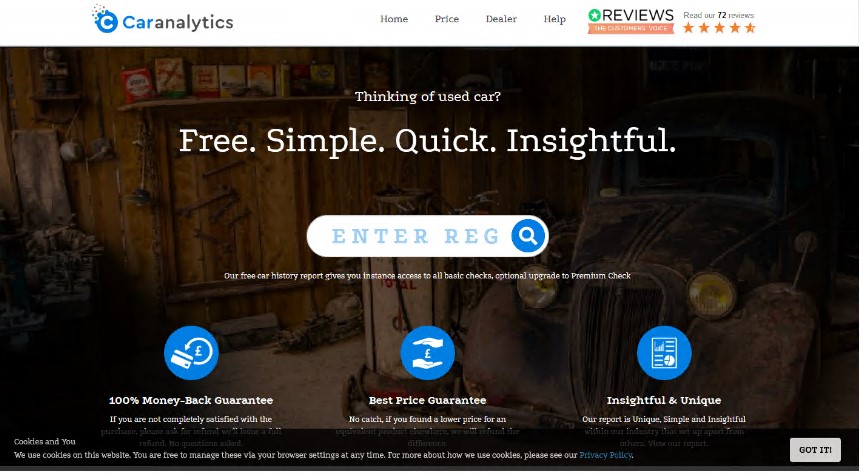 Caranalytics
Home Price Dealer Help
REVIEWS
THE CUSTOMERS' VOICE
Read our 72 reviews
Thinking of used car?
Free. Simple. Quick. Insightful.
ENTER REG
Our free car history report gives you instance access to all basic checks, optional upgrade to Premium Check
100% Money-Back Guarantee
If you are not completely satisfied with the
purchase, please ask for refund we'll issue a full
refund. No questions asked.
Best Price Guarantee
No catch, if you found a lower price for an
equivalent product elsewhere, we will refund the
difference.
Insightful & Unique
Our report is Unique, Simple and Insightful
within our industry that set us apart from
others. View our report.
Cookies and You
We use cookies on this website. You are free to manage these via your browser settings at any time. For more about how we use cookies, please see our Privacy Policy.
GOT IT!